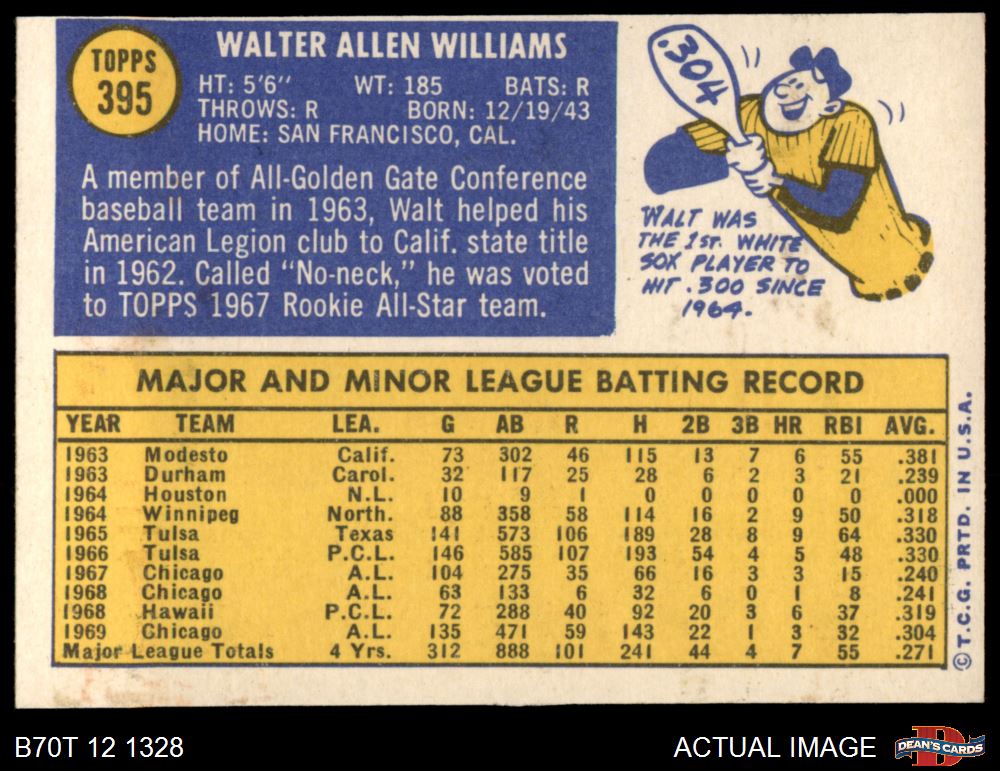 TOPPS
395
WALTER ALLEN WILLIAMS
HT: 5'6" WT: 185 BATS: R
THROWS: R BORN: 12/19/43
HOME: SAN FRANCISCO, CAL.
A member of All-Golden Gate Conference
baseball team in 1963, Walt helped his
American Legion club to Calif. state title
in 1962. Called "No-neck," he was voted
to TOPPS 1967 Rookie All-Star team.
.304
WALT WAS
THE 1ST. WHITE
SOX PLAYER TO
HIT .300 SINCE
1964.
MAJOR AND MINOR LEAGUE BATTING RECORD
YEAR TEAM LEA. G AB R H 2B 3B HR RBI AVG.
1963 Modesto Calif. 73 302 46 115 13 7 6 55 .381
1963 Durham Carol. 32 117 25 28 6 2 3 21 .239
1964 Houston N.L. 10 9 1 0 0 0 0 0 .000
1964 Winnipeg North. 88 358 58 114 16 2 9 50 .318
1965 Tulsa Texas 141 573 106 189 28 8 9 64 .330
1966 Tulsa P.C.L. 146 585 107 193 54 4 5 48 .330
1967 Chicago A.L. 104 275 35 66 16 3 3 15 .240
1968 Chicago A.L. 63 133 6 32 6 0 1 8 .241
1968 Hawaii P.C.L. 72 288 40 92 20 3 6 37 .319
1969 Chicago A.L. 135 471 59 143 22 1 3 32 .304
Major League Totals 4 Yrs. 312 888 101 241 44 4 7 55 .271
© T.C.G. PRTD. IN U.S.A.
B70T 12 1328
ACTUAL IMAGE
D
DEAN'S CARDS